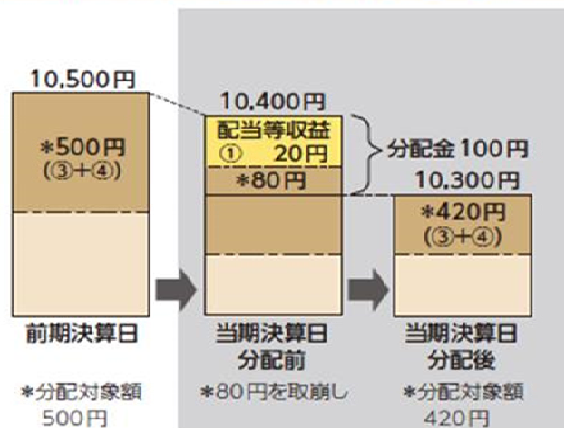 10,500円
＊500円
(③+④)
前期決算日
＊分配対象額
500円
10,400円
配当等収益
① 20円
＊80円
分配金100円
当期決算日
分配前
＊80円を取崩し
10,300円
＊420円
(③+④)
当期決算日
分配後
＊分配対象額
420円